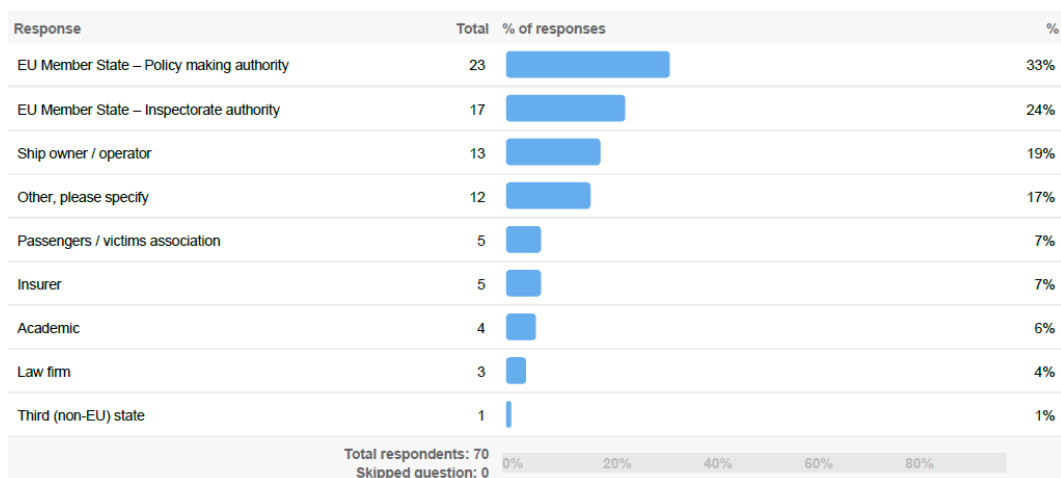 Response Total % of responses %
EU Member State – Policy making authority 23 33%
EU Member State – Inspectorate authority 17 24%
Ship owner / operator 13 19%
Other, please specify 12 17%
Passengers / victims association 5 7%
Insurer 5 7%
Academic 4 6%
Law firm 3 4%
Third (non-EU) state 1 1%
Total respondents: 70
Skipped question: 0
0% 20% 40% 60% 80%